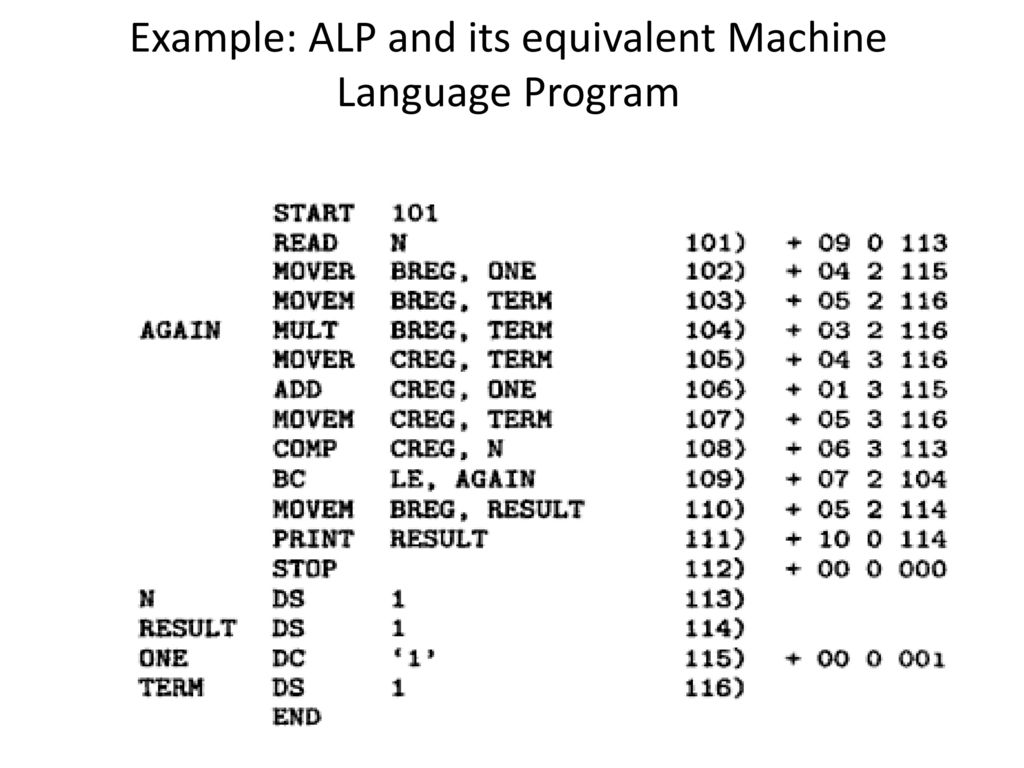 Example: ALP and its equivalent Machine
Language Program
START 101
READ N 101) + 09 0 113
MOVER BREG, ONE 102) + 04 2 115
MOVEM BREG, TERM 103) + 05 2 116
AGAIN MULT BREG, TERM 104) + 03 2 116
MOVER CREG, TERM 105) + 04 3 116
ADD CREG, ONE 106) + 01 3 115
MOVEM CREG, TERM 107) + 05 3 116
COMP CREG, N 108) + 06 3 113
BC LE, AGAIN 109) + 07 2 104
MOVEM BREG, RESULT 110) + 05 2 114
PRINT RESULT 111) + 10 0 114
STOP 112) + 00 0 000
N DS 1 113)
RESULT DS 1 114)
ONE DC ‘1’ 115) + 00 0 001
TERM DS 1 116)
END